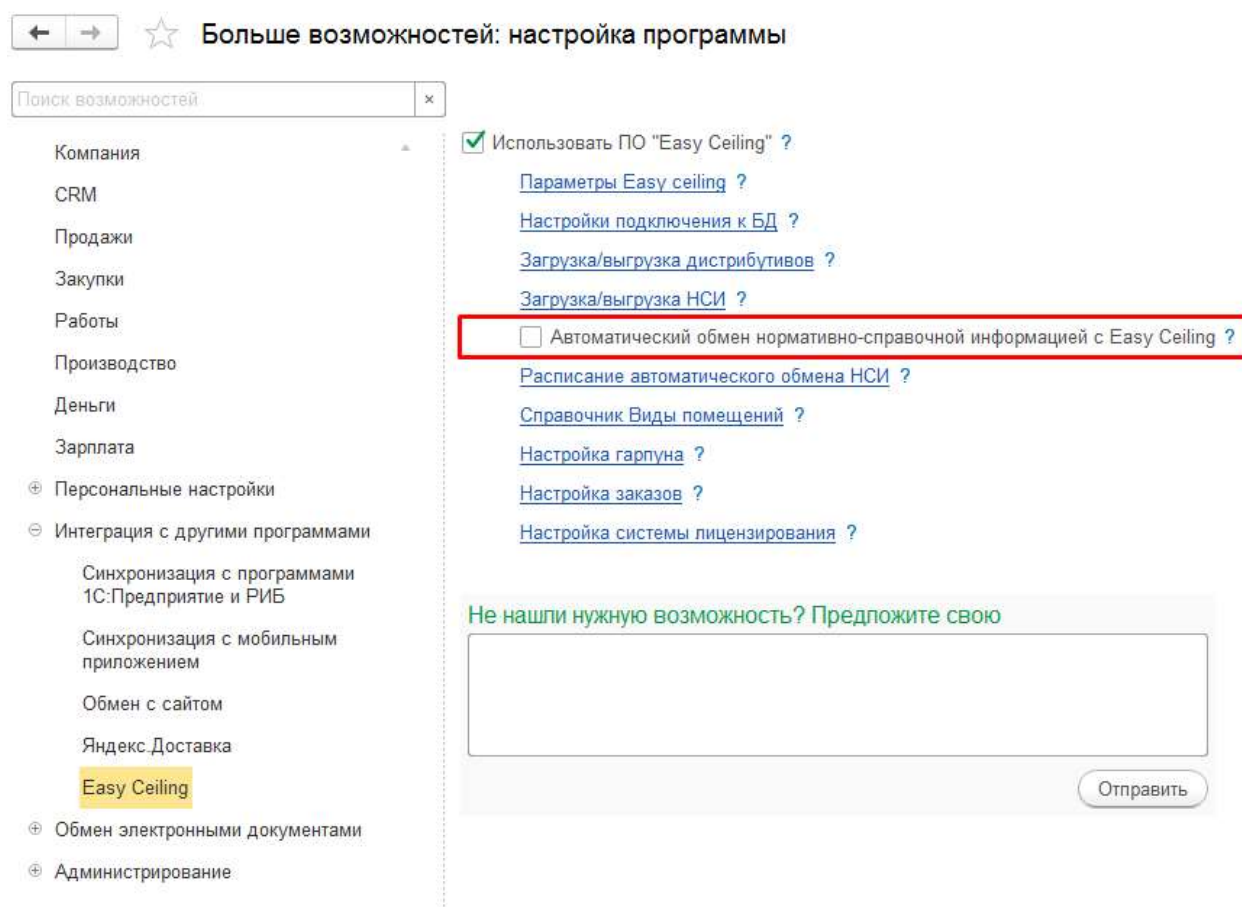 Больше возможностей: настройка программы
Поиск возможностей
×
Компания
CRM
Продажи
Закупки
Работы
Производство
Деньги
Зарплата
Персональные настройки
Интеграция с другими программами
Синхронизация с программами
1С:Предприятие и РИБ
Синхронизация с мобильным
приложением
Обмен с сайтом
Яндекс.Доставка
Easy Ceiling
Обмен электронными документами
Администрирование
Использовать ПО "Easy Ceiling" ?
Параметры Easy ceiling ?
Настройки подключения к БД ?
Загрузка/выгрузка дистрибутивов ?
Загрузка/выгрузка НСИ ?
Автоматический обмен нормативно-справочной информацией с Easy Ceiling ?
Расписание автоматического обмена НСИ ?
Справочник Виды помещений ?
Настройка гарпуна ?
Настройка заказов ?
Настройка системы лицензирования ?
Не нашли нужную возможность? Предложите свою
Отправить